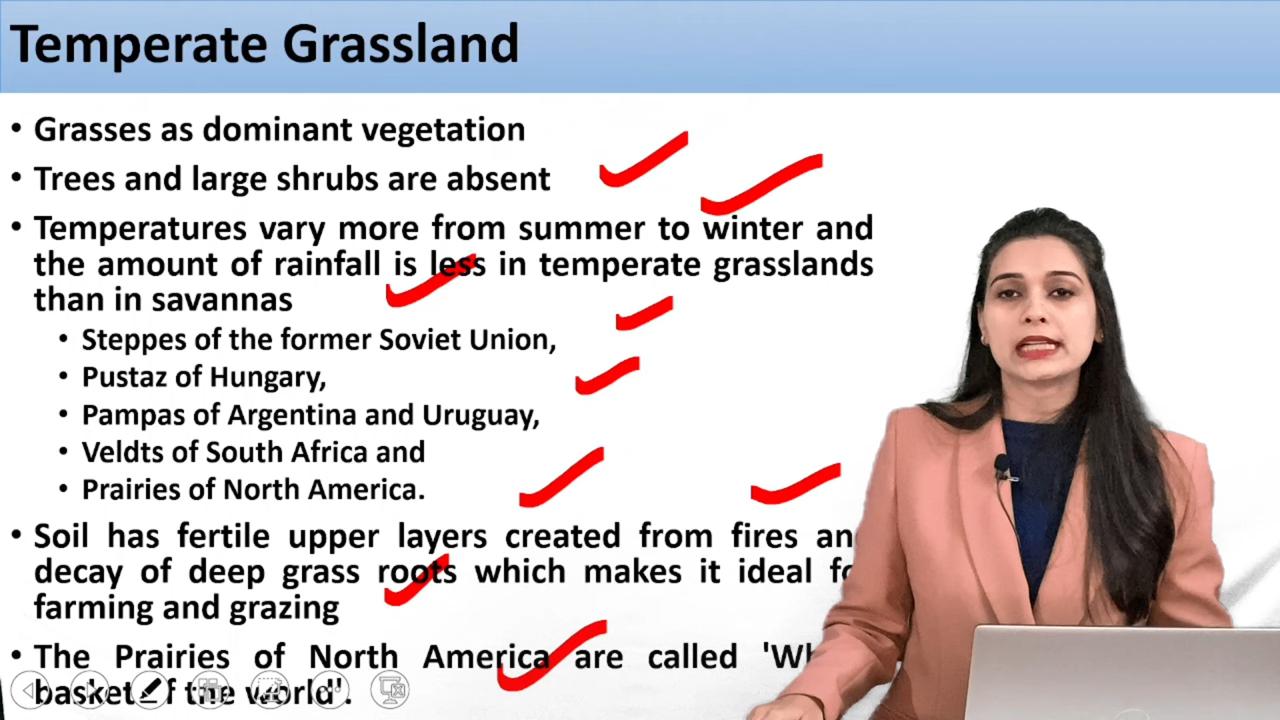 Temperate Grassland
• Grasses as dominant vegetation
• Trees and large shrubs are absent
• Temperatures vary more from summer to winter and
the amount of rainfall is less in temperate grasslands
than in savannas
• Steppes of the former Soviet Union,
• Pustaz of Hungary,
• Pampas of Argentina and Uruguay,
• Veldts of South Africa and
• Prairies of North America.
• Soil has fertile upper layers created from fires an
decay of deep grass roots which makes it ideal
farming and grazing
• The Prairies of North America are called
basket of the world'.